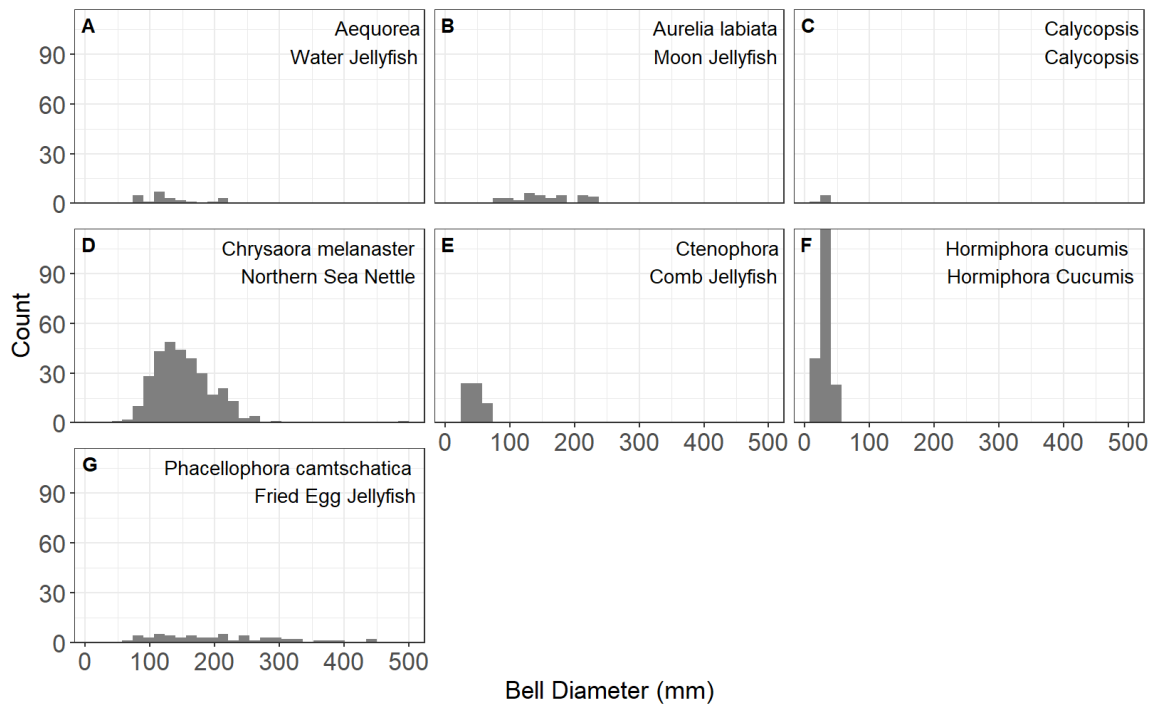 A
Aequorea
Water Jellyfish
B
Aurelia labiata
Moon Jellyfish
C
Calycopsis
Calycopsis
90
60
30
0
D
Chrysaora melanaster
Northern Sea Nettle
E
Ctenophora
Comb Jellyfish
F
Hormiphora cucumis
Hormiphora Cucumis
Count
90
60
30
0
0 100 200 300 400 500
0 100 200 300 400 500
G
Phacellophora camtschatica
Fried Egg Jellyfish
90
60
30
0
0 100 200 300 400 500
Bell Diameter (mm)